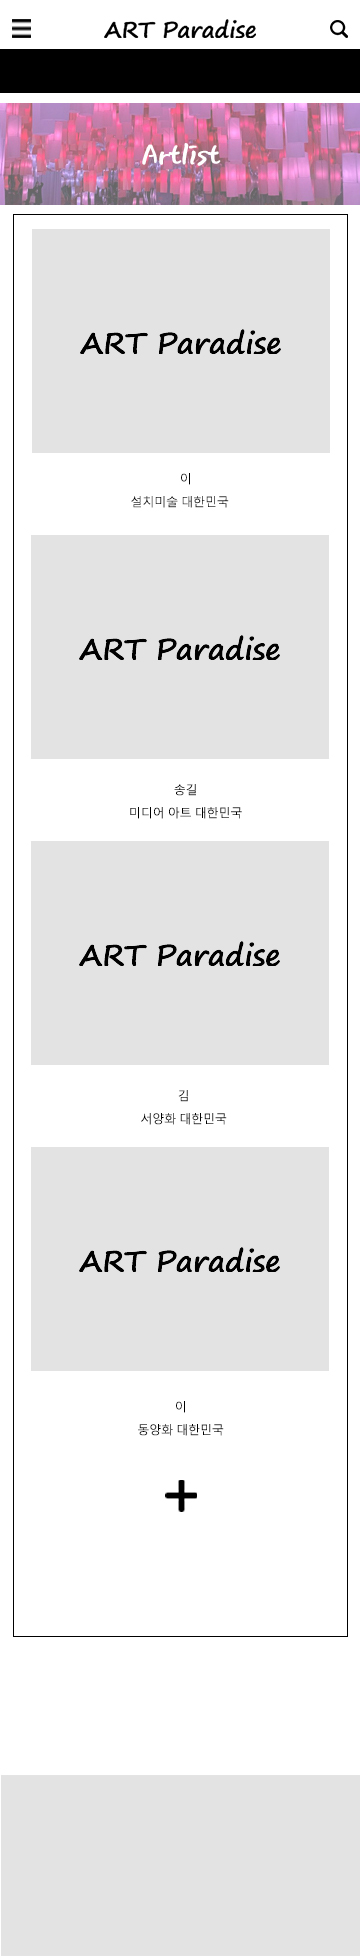 ART Paradise
Artlist
ART Paradise
이
설치미술 대한민국
ART Paradise
송길
미디어 아트 대한민국
ART Paradise
김
서양화 대한민국
ART Paradise
이
동양화 대한민국